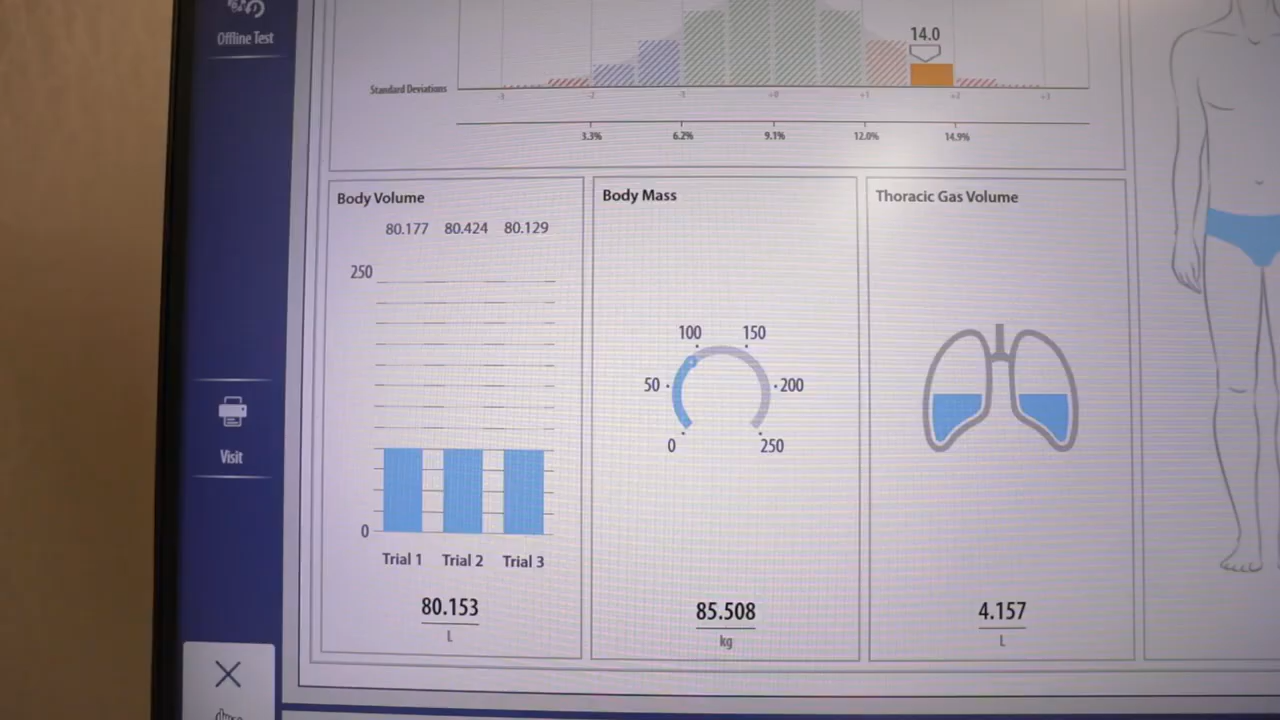 Offline Test
14.0
Standard Deviations
-3 -2 -1 +0 +1 +2 +3
3.3% 6.2% 9.1% 12.0% 14.9%
Body Volume
80.177 80.424 80.129
250
0
Trial 1 Trial 2 Trial 3
80.153
L
Body Mass
100 150
50 200
0 250
85.508
kg
Thoracic Gas Volume
4.157
L
Visit